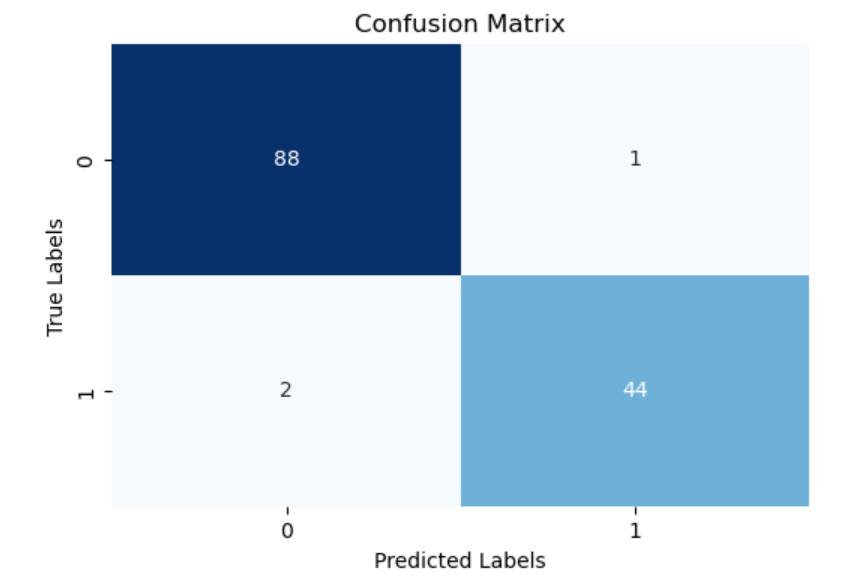 Confusion Matrix
0
88
1
True Labels
1
2
44
0
1
Predicted Labels